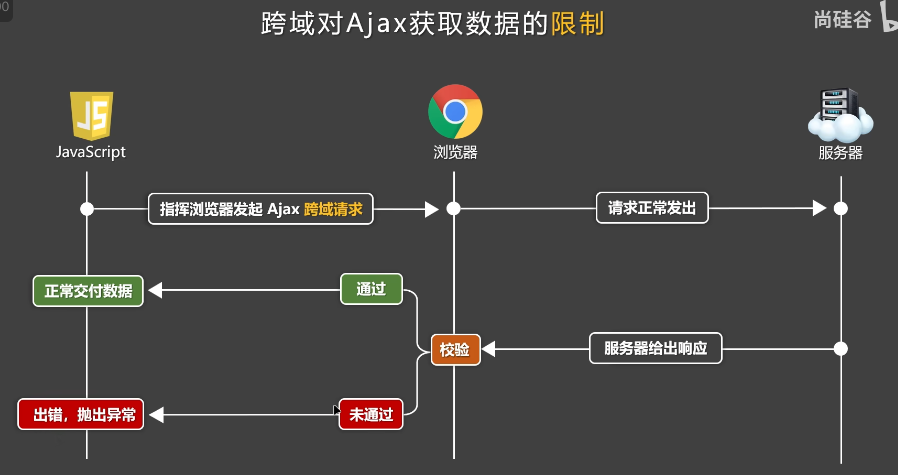 00
跨域对Ajax获取数据的限制
尚硅谷
JS
JavaScript
浏览器
服务器
指挥浏览器发起 Ajax 跨域请求
请求正常发出
正常交付数据
通过
校验
服务器给出响应
出错，抛出异常
未通过